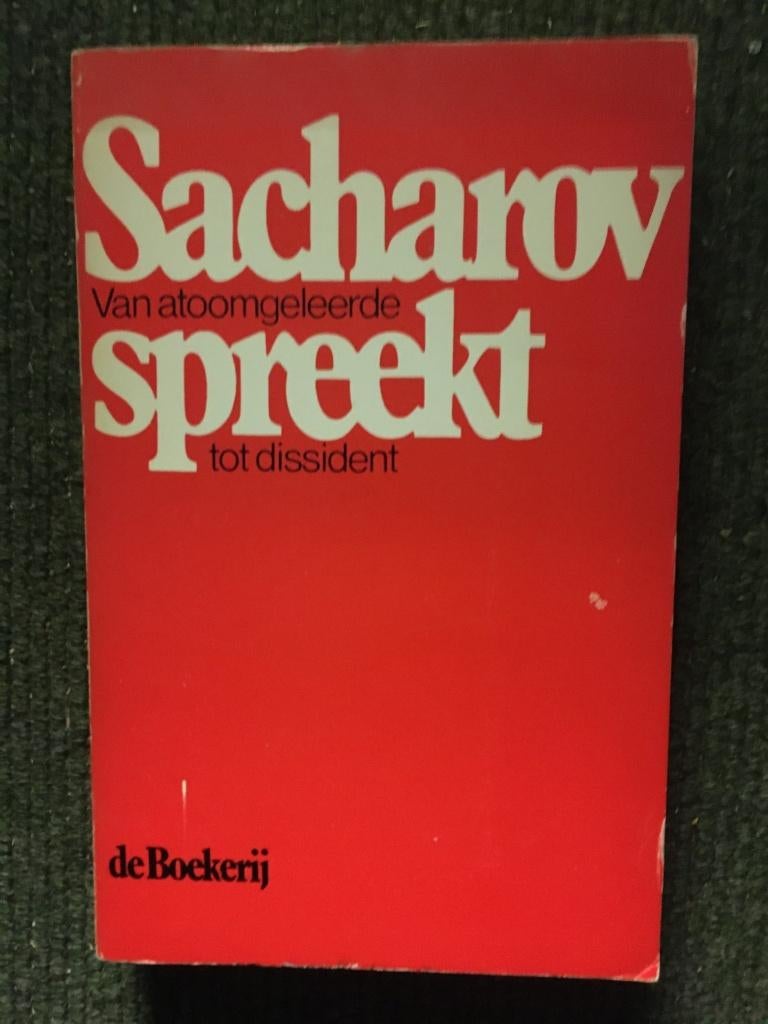 Sacharov
Van atoomgeleerde
spreekt
tot dissident
de Boekerij